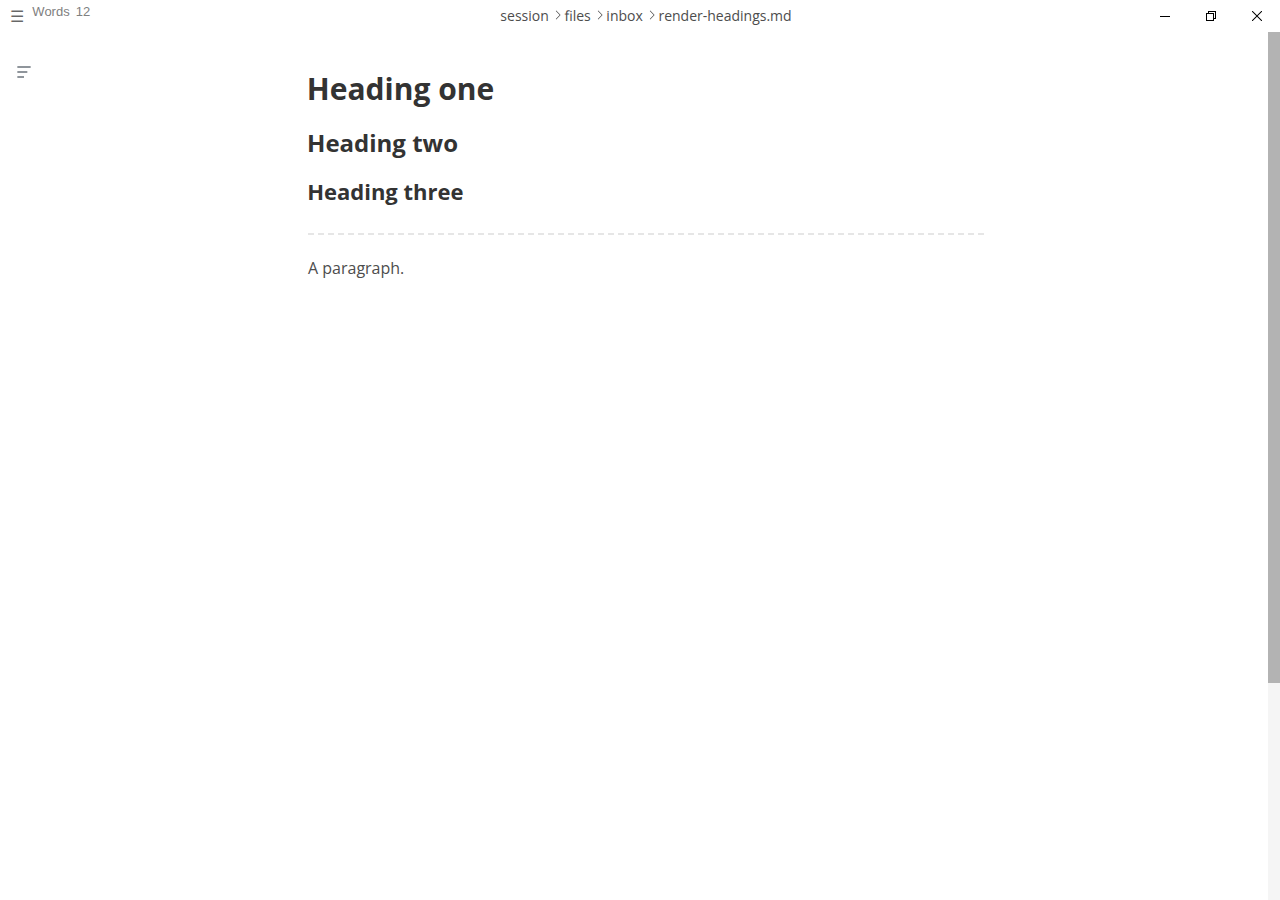 ☰ Words 12
session > files > inbox > render-headings.md
Heading one
Heading two
Heading three
A paragraph.